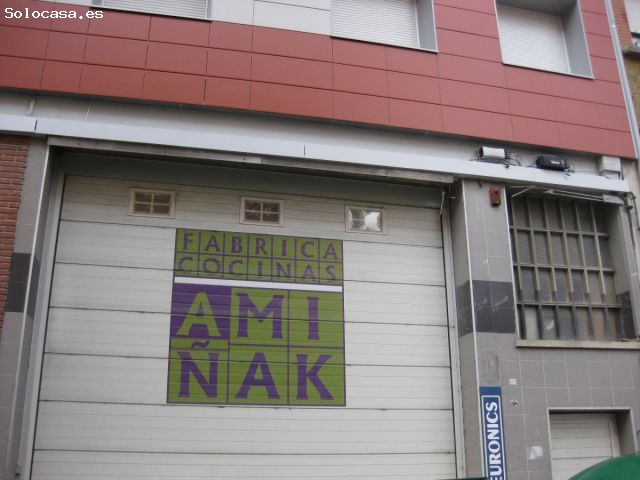 Solocasa.es
FABRICA
COCINAS
AMI
ÑAK
EURONICS